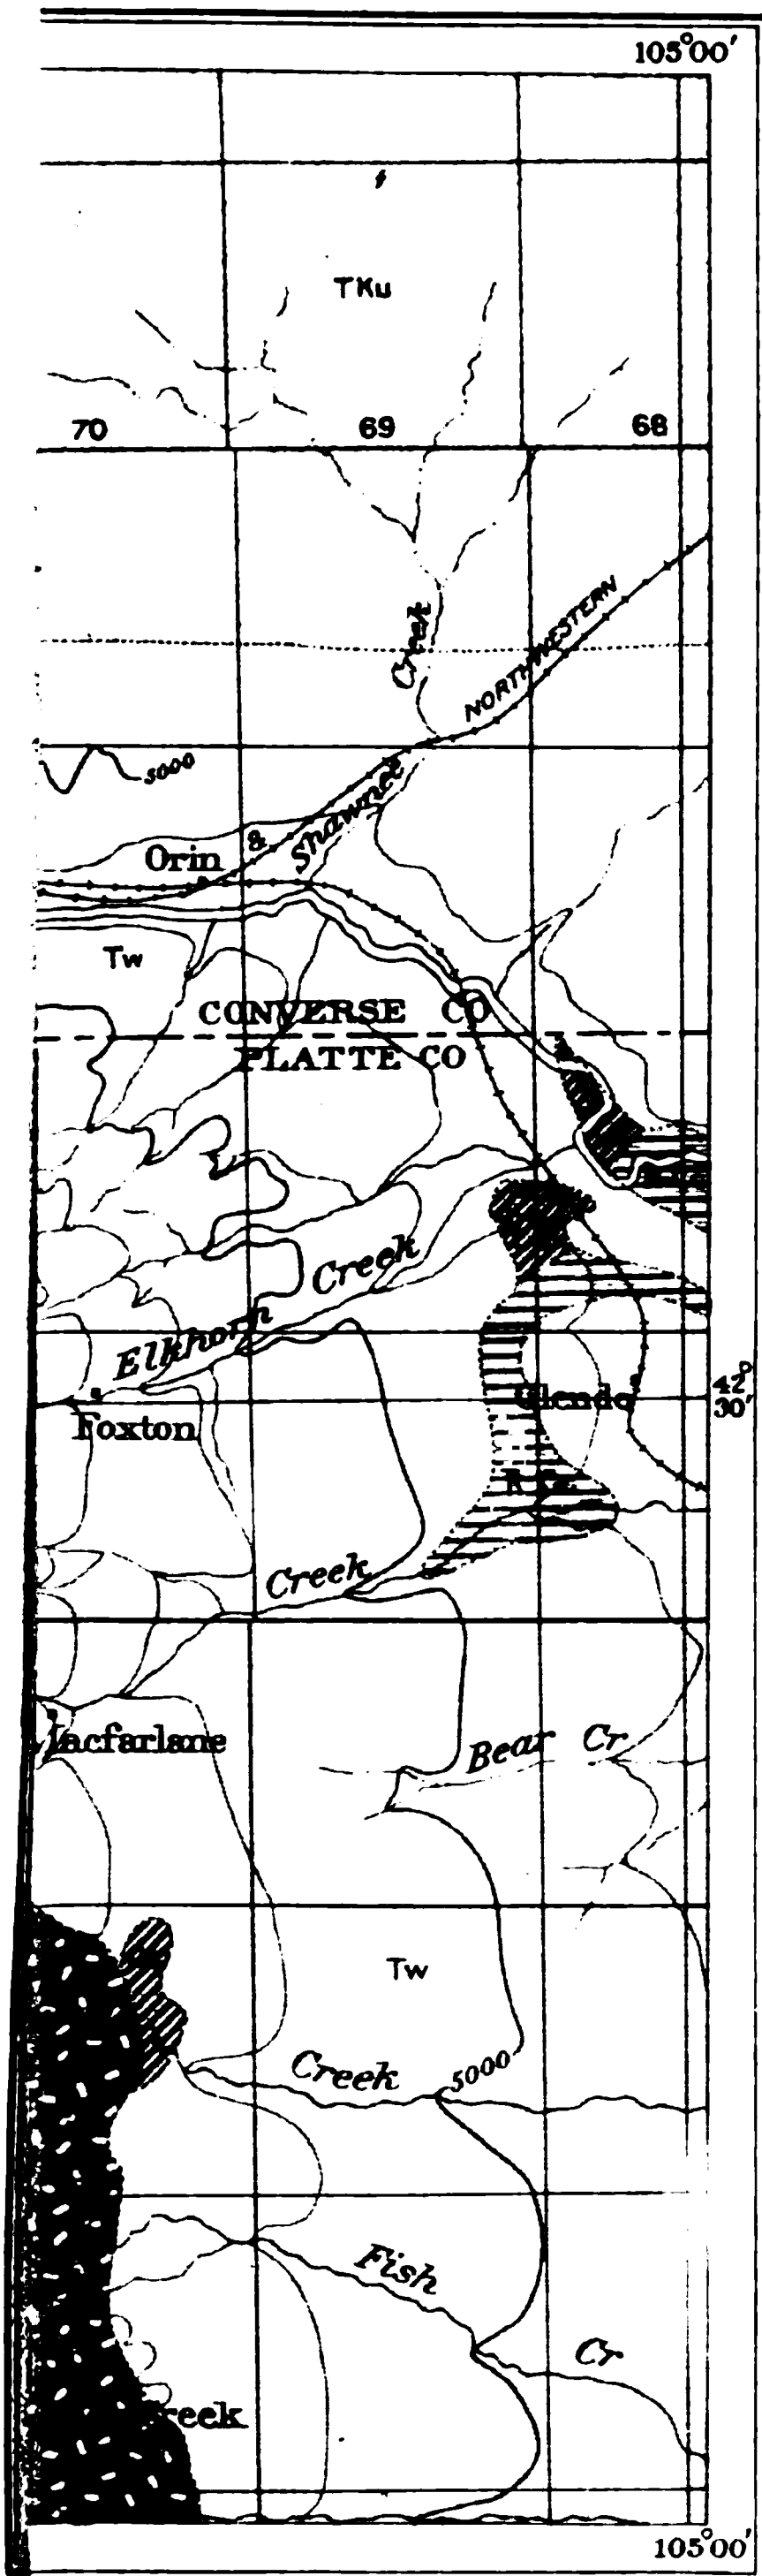 105°00'
TKu
70 69 68
Creek
NORTHWESTERN
5000
&
Shawnee
Orin
Tw
CONVERSE CO
PLATTE CO
Creek
Elkhorn
42°
30'
Glendo
Foxton
Creek
Bear Cr
Tw
Creek
5000
Fish
Cr
105°00'